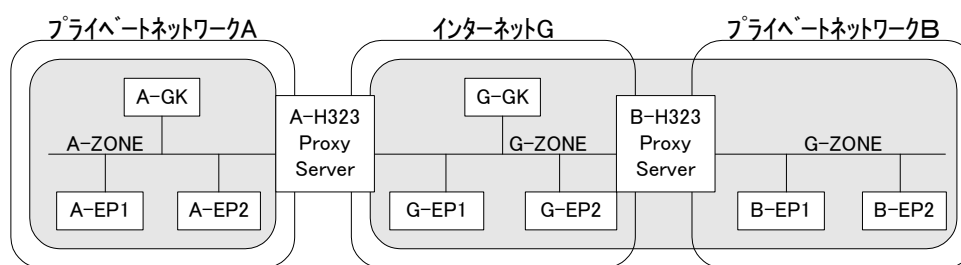 プライベートネットワークA
インターネットG
プライベートネットワークB
A-GK
G-GK
A-H323
Proxy
Server
B-H323
Proxy
Server
A-ZONE
G-ZONE
G-ZONE
A-EP1
A-EP2
G-EP1
G-EP2
B-EP1
B-EP2